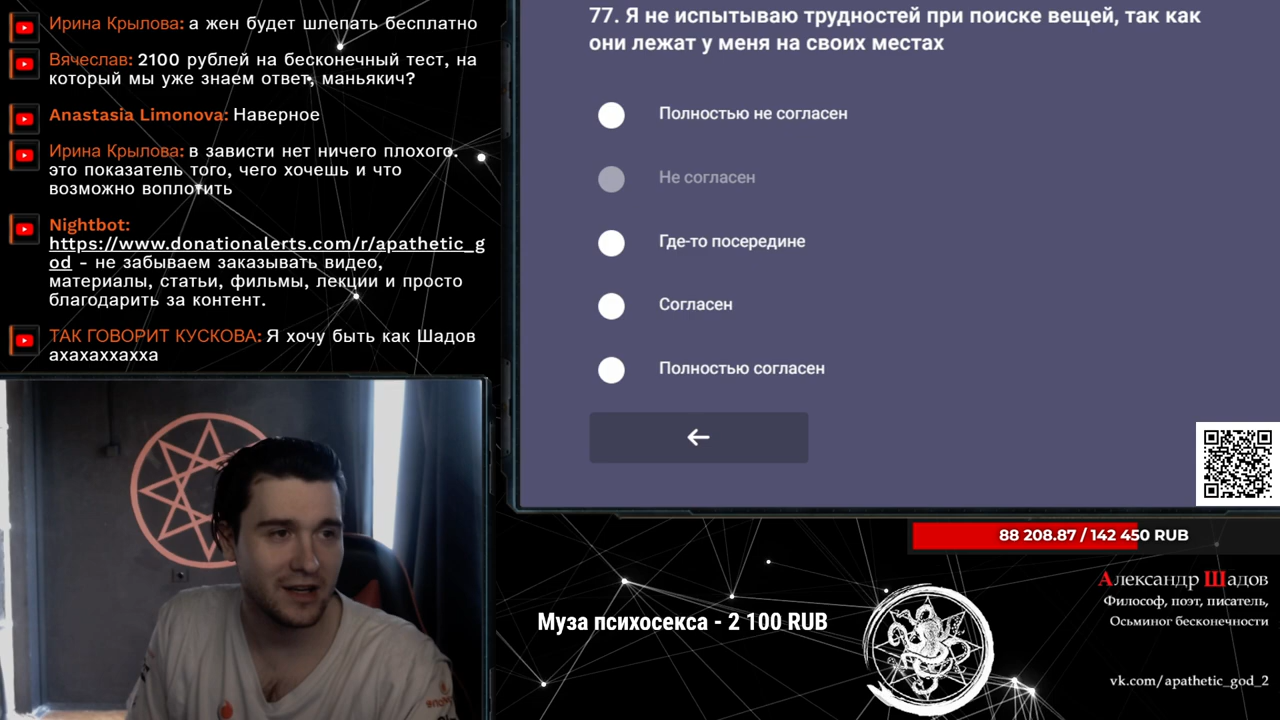 Ирина Крылова: а жен будет шлепать бесплатно
Вячеслав: 2100 рублей на бесконечный тест, на
который мы уже знаем ответ, маньякич?
Anastasia Limonova: Наверное
Ирина Крылова: в зависти нет ничего плохого.
это показатель того, чего хочешь и что
возможно воплотить
Nightbot:
https://www.donationalerts.com/r/apathetic_g
od - не забываем заказывать видео,
материалы, статьи, фильмы, лекции и просто
благодарить за контент.
ТАК ГОВОРИТ КУСКОВА: Я хочу быть как Шадов
ахахаххахха
77. Я не испытываю трудностей при поиске вещей, так как
они лежат у меня на своих местах
Полностью не согласен
Не согласен
Где-то посередине
Согласен
Полностью согласен
88 208.87 / 142 450 RUB
Муза психосекса - 2 100 RUB
Александр Шадов
Философ, поэт, писатель,
Осьминог бесконечности
vk.com/apathetic_god_2